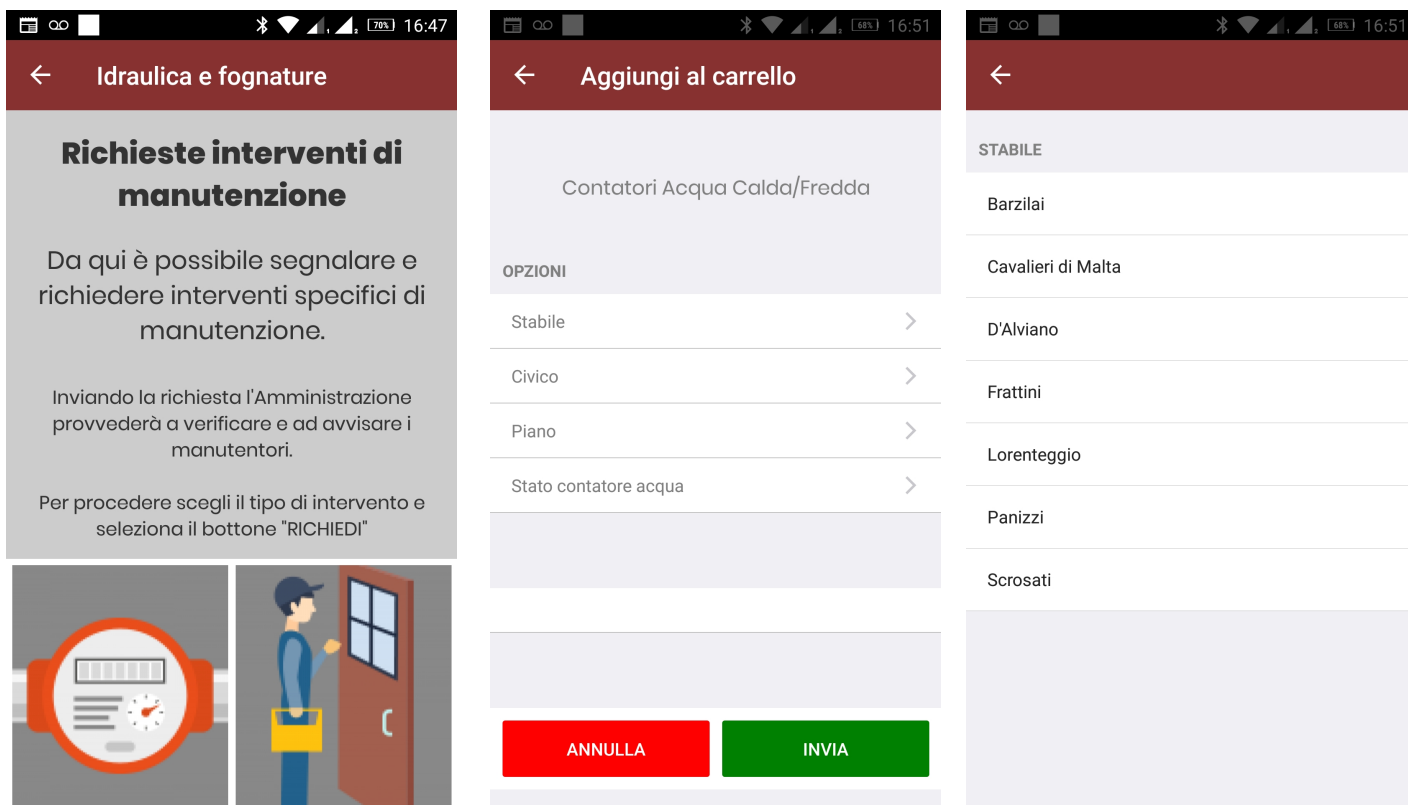 70% 16:47
Idraulica e fognature
Richieste interventi di
manutenzione
Da qui è possibile segnalare e
richiedere interventi specifici di
manutenzione.
Inviando la richiesta l'Amministrazione
provvederà a verificare e ad avvisare i
manutentori.
Per procedere scegli il tipo di intervento e
seleziona il bottone "RICHIEDI"
68% 16:51
Aggiungi al carrello
Contatori Acqua Calda/Fredda
OPZIONI
Stabile
Civico
Piano
Stato contatore acqua
ANNULLA
INVIA
68% 16:51
STABILE
Barzilai
Cavalieri di Malta
D'Alviano
Frattini
Lorenteggio
Panizzi
Scrosati